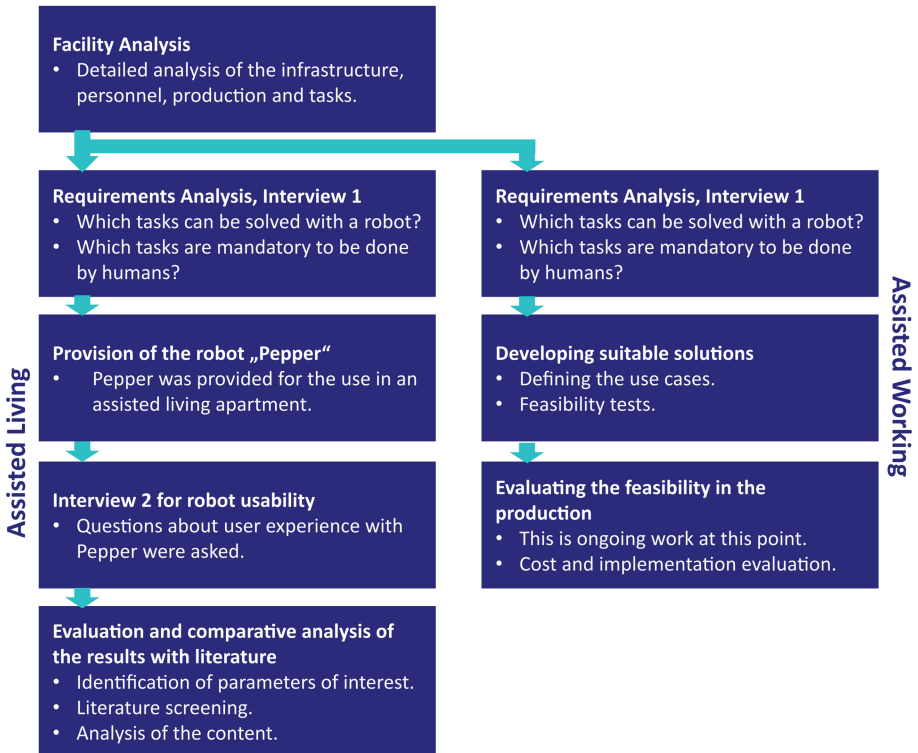 Facility Analysis
• Detailed analysis of the infrastructure,
personnel, production and tasks.
Requirements Analysis, Interview 1
• Which tasks can be solved with a robot?
• Which tasks are mandatory to be done
by humans?
Provision of the robot „Pepper“
• Pepper was provided for the use in an
assisted living apartment.
Interview 2 for robot usability
• Questions about user experience with
Pepper were asked.
Evaluation and comparative analysis of
the results with literature
• Identification of parameters of interest.
• Literature screening.
• Analysis of the content.
Assisted Living
Requirements Analysis, Interview 1
• Which tasks can be solved with a robot?
• Which tasks are mandatory to be done
by humans?
Developing suitable solutions
• Defining the use cases.
• Feasibility tests.
Evaluating the feasibility in the
production
• This is ongoing work at this point.
• Cost and implementation evaluation.
Assisted Working